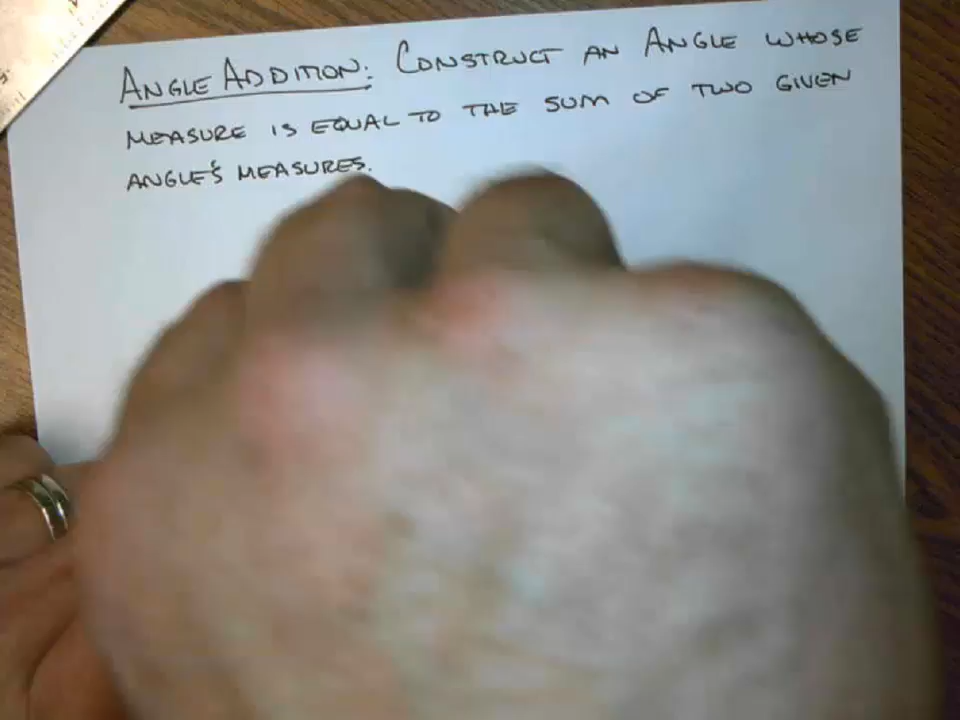 ANGLE ADDITION: CONSTRUCT AN ANGLE WHOSE
MEASURE IS EQUAL TO THE SUM OF TWO GIVEN
ANGLE'S MEASURES.